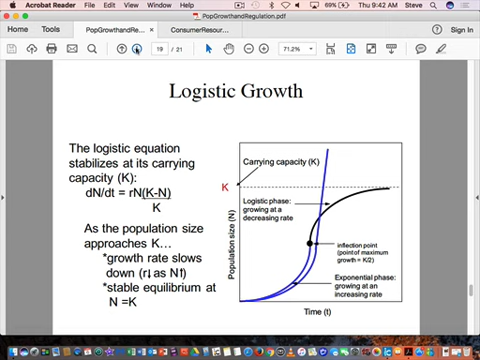 Acrobat Reader File Edit View Window Help
Thu 9:42 AM Steve
PopGrowthandRegulation.pdf
Home Tools PopGrowthandRe... × ConsumerResour... Sign In
19 / 21 71.2%
Logistic Growth
The logistic equation
stabilizes at its carrying
capacity (K):
dN/dt = rN(K-N)
K
As the population size
approaches K…
*growth rate slows
down (r↓ as N↑)
*stable equilibrium at
N =K
Carrying capacity (K)
K
Logistic phase:
growing at a
decreasing rate
inflection point
(point of maximum
growth = K/2)
Exponential phase:
growing at an
increasing rate
Population size (N)
Time (t)